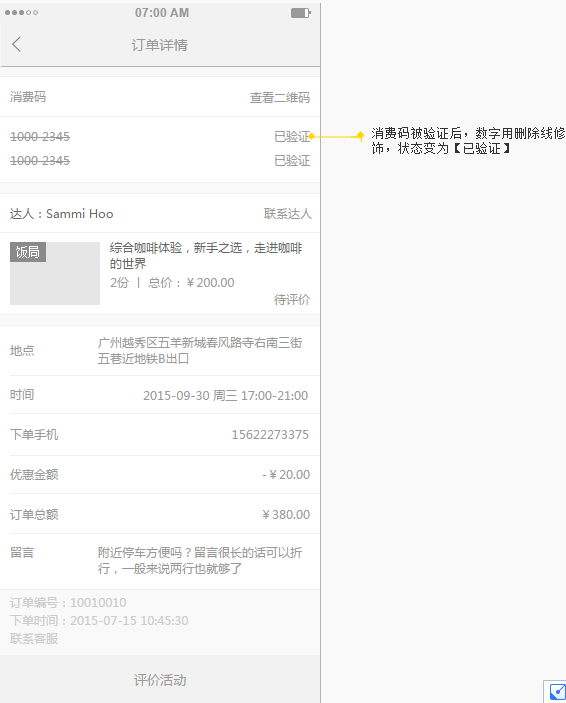 07:00 AM
订单详情
消费码 查看二维码
1000 2345 已验证
1000 2345 已验证
消费码被验证后，数字用删除线修
饰，状态变为【已验证】
达人：Sammi Hoo 联系达人
饭局
综合咖啡体验，新手之选，走进咖啡
的世界
2份 丨 总价：￥200.00
待评价
地点
广州越秀区五羊新城春风路寺右南三街
五巷近地铁B出口
时间 2015-09-30 周三 17:00-21:00
下单手机 15622273375
优惠金额 -￥20.00
订单总额 ￥380.00
留言
附近停车方便吗？留言很长的话可以折
行，一般来说两行也就够了
订单编号：10010010
下单时间：2015-07-15 10:45:30
联系客服
评价活动